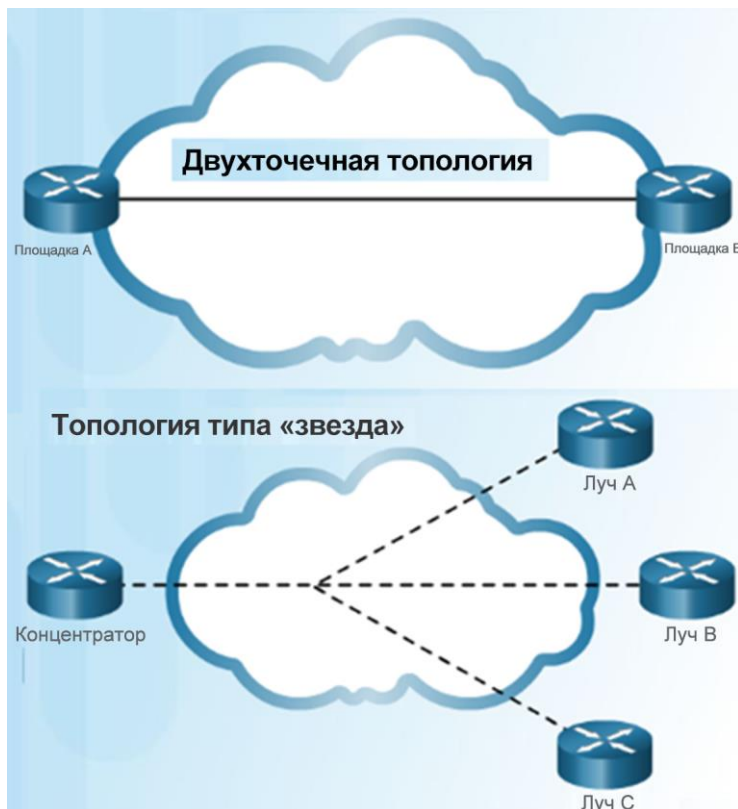 Двухточечная топология
Площадка A
Площадка B
Топология типа «звезда»
Луч A
Концентратор
Луч B
Луч C